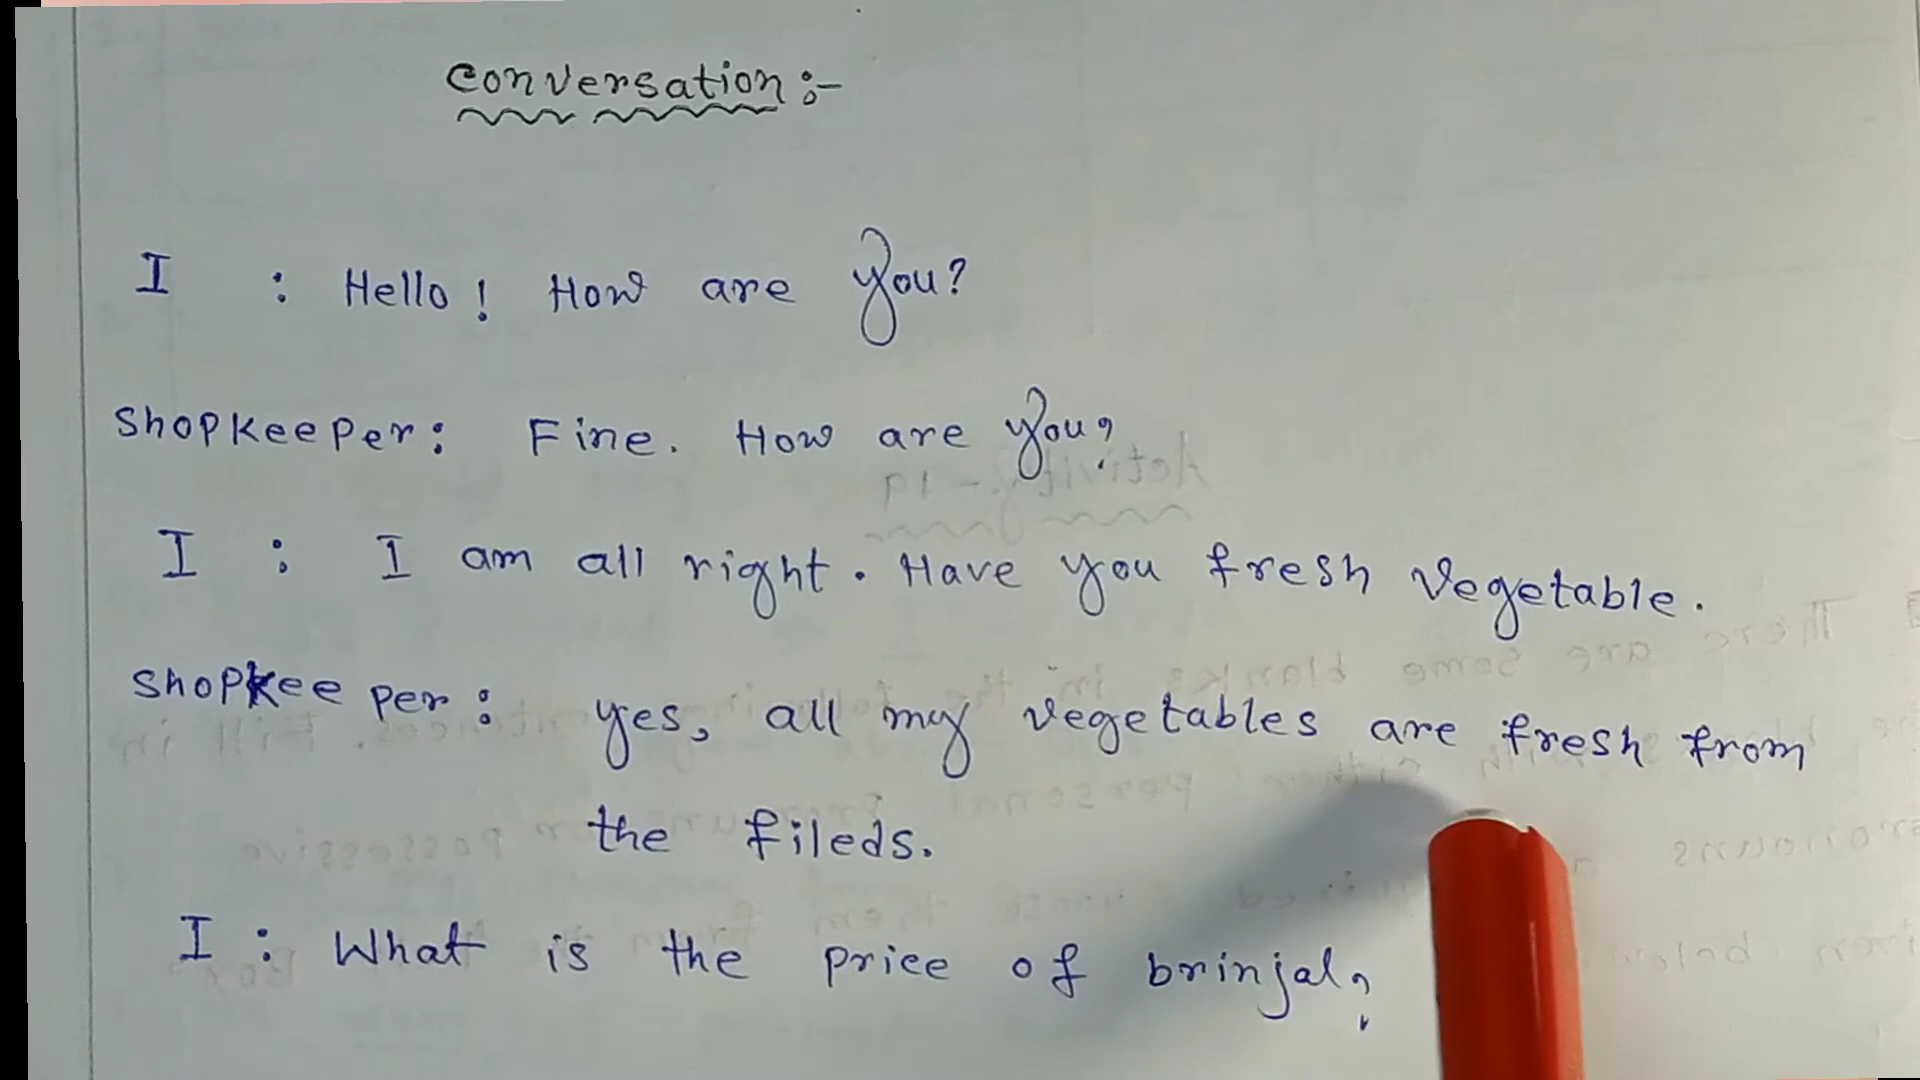 Conversation :-
I : Hello! How are you?
Shopkeeper: Fine. How are you?
I : I am all right. Have you fresh vegetable.
Shopkeeper: yes, all my vegetables are fresh from
the fileds.
I : What is the price of brinjal?